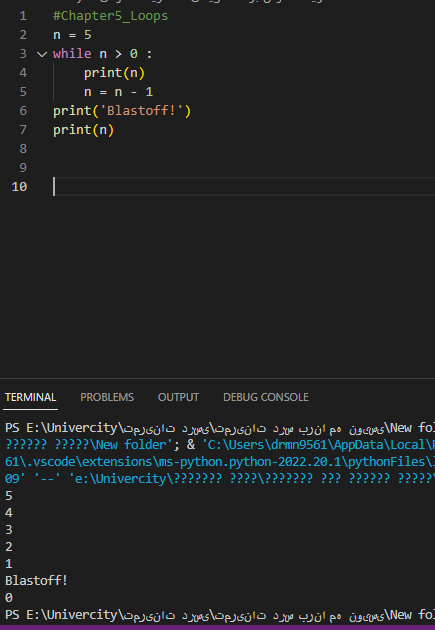 1 #Chapter5_Loops
2 n = 5
3 while n > 0 :
4 print(n)
5 n = n - 1
6 print('Blastoff!')
7 print(n)
8
9
10
TERMINAL PROBLEMS OUTPUT DEBUG CONSOLE
PS E:\Univercity\تمرینات درسی\تمرینات درس برنامه نویسی\New fol
?????? ?????\New folder'; & 'C:\Users\drmn9561\AppData\Local\
61\.vscode\extensions\ms-python.python-2022.20.1\pythonFiles\
09' '--' 'e:\Univercity\??????? ????\??????? ??? ?????? ?????\
5
4
3
2
1
Blastoff!
0
PS E:\Univercity\تمرینات درسی\تمرینات درس برنامه نویسی\New fol